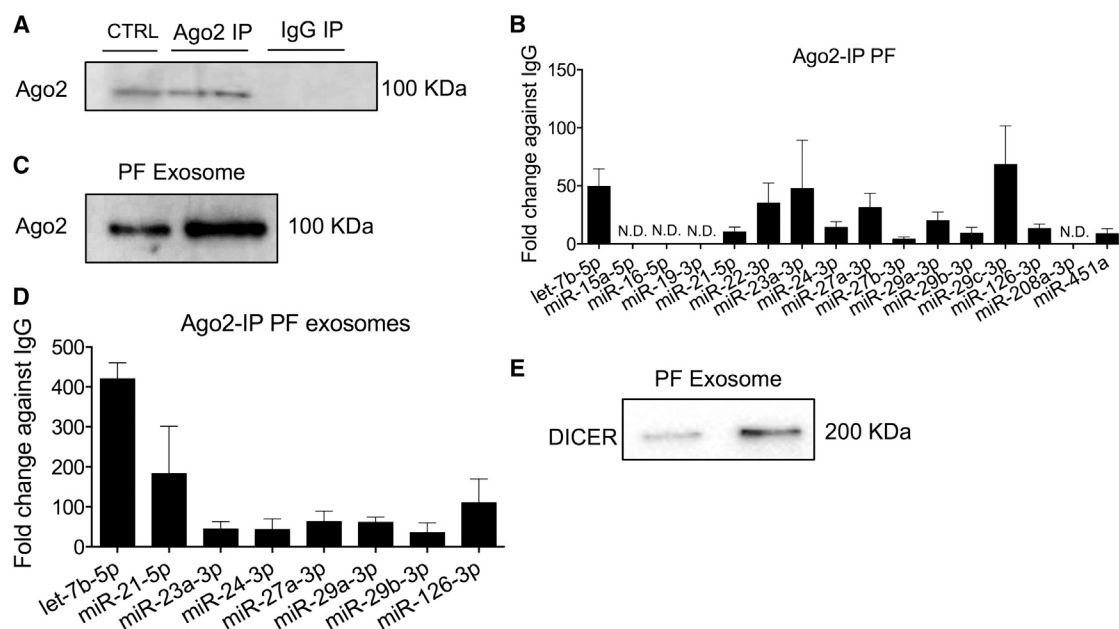 A
CTRL Ago2 IP IgG IP
Ago2 100 KDa
B
Ago2-IP PF
Fold change against IgG
150
100
50
0
N.D. N.D. N.D. N.D.
let-7b-5p
miR-15a-5p
miR-16-5p
miR-19-3p
miR-21-5p
miR-22-3p
miR-23a-3p
miR-24-3p
miR-27a-3p
miR-27b-3p
miR-29a-3p
miR-29b-3p
miR-29c-3p
miR-126-3p
miR-208a-3p
miR-451a
C
PF Exosome
Ago2 100 KDa
D
Ago2-IP PF exosomes
Fold change against IgG
500
400
300
200
100
0
let-7b-5p
miR-21-5p
miR-23a-3p
miR-24-3p
miR-27a-3p
miR-29a-3p
miR-29b-3p
miR-126-3p
E
PF Exosome
DICER 200 KDa